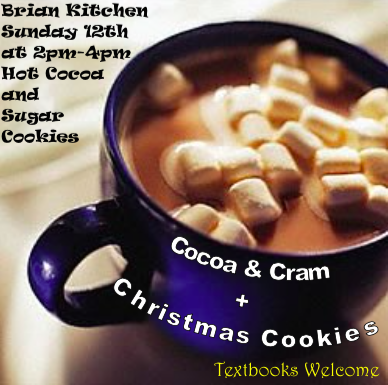 Brian Kitchen
Sunday 12th
at 2pm-4pm
Hot Cocoa
and
Sugar
Cookies
Cocoa & Cram
+
Christmas Cookies
Textbooks Welcome